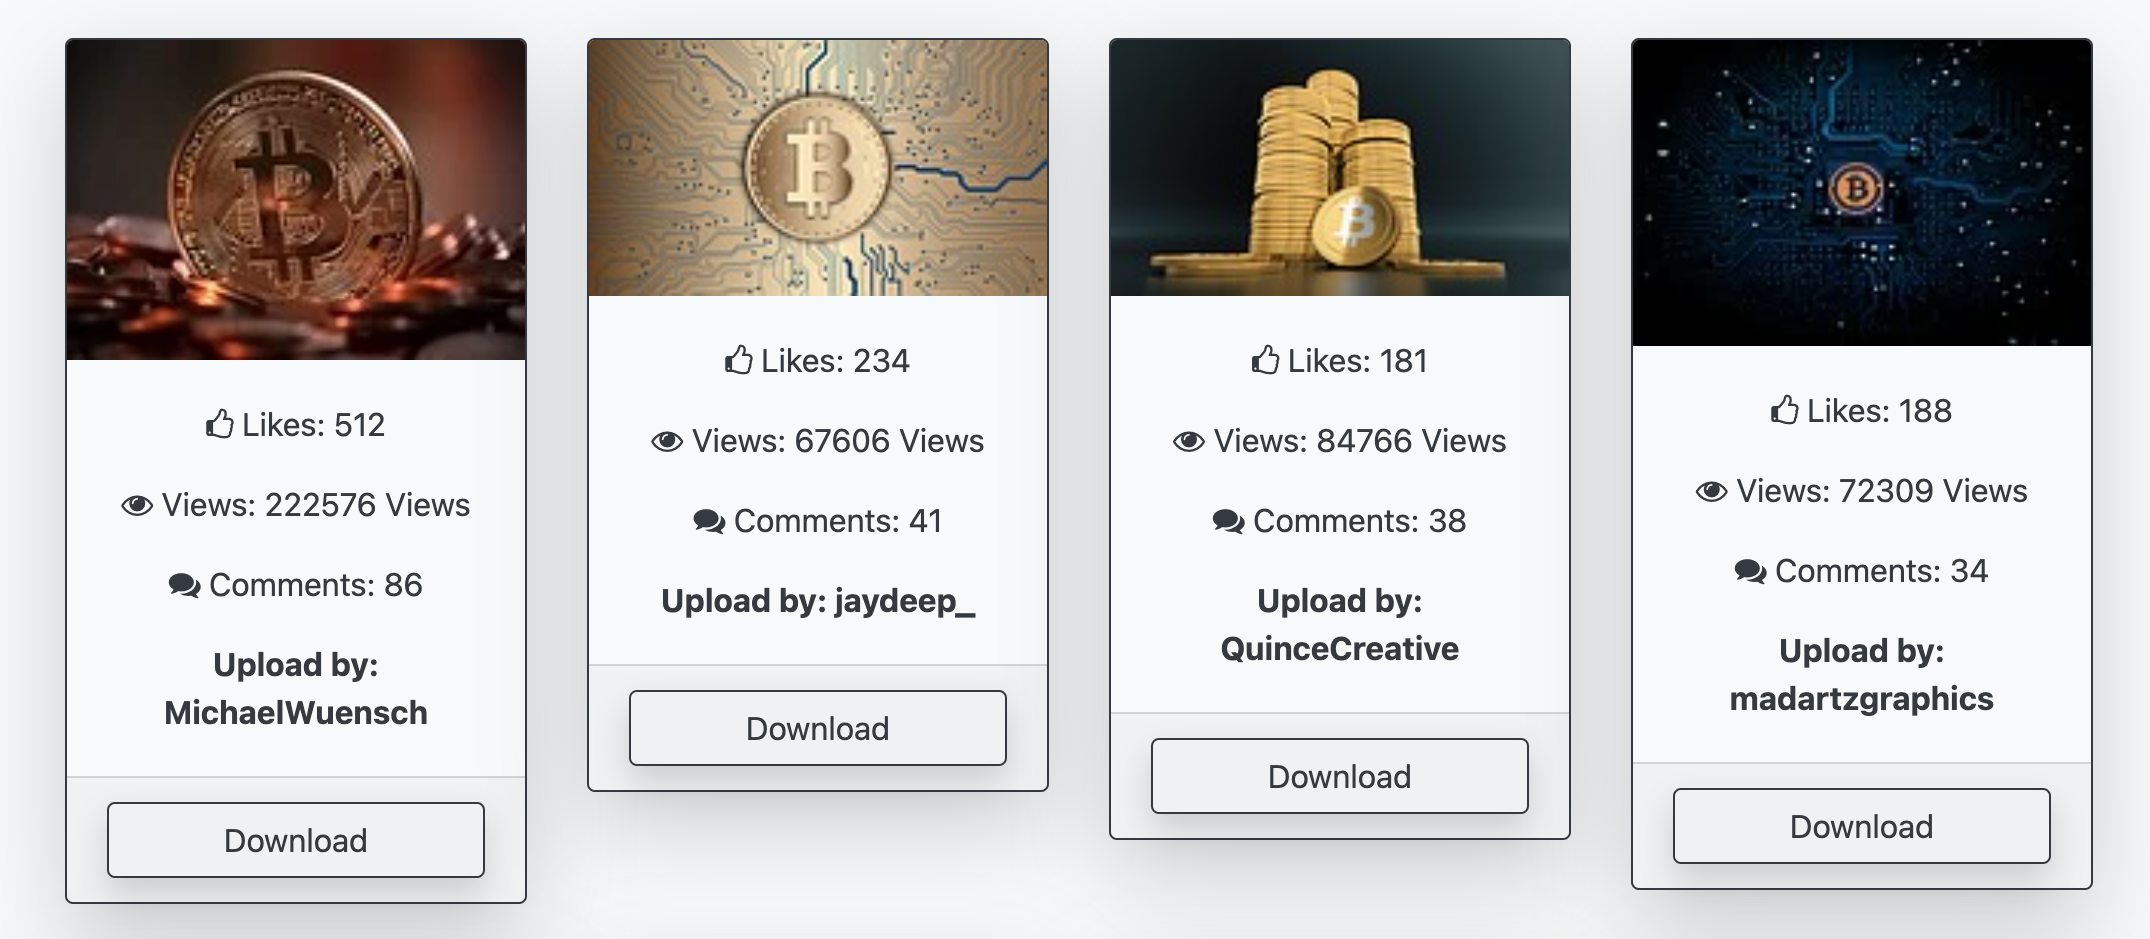 Likes: 512
Views: 222576 Views
Comments: 86
Upload by:
MichaelWuensch
Download
Likes: 234
Views: 67606 Views
Comments: 41
Upload by: jaydeep_
Download
Likes: 181
Views: 84766 Views
Comments: 38
Upload by:
QuinceCreative
Download
Likes: 188
Views: 72309 Views
Comments: 34
Upload by:
madartzgraphics
Download